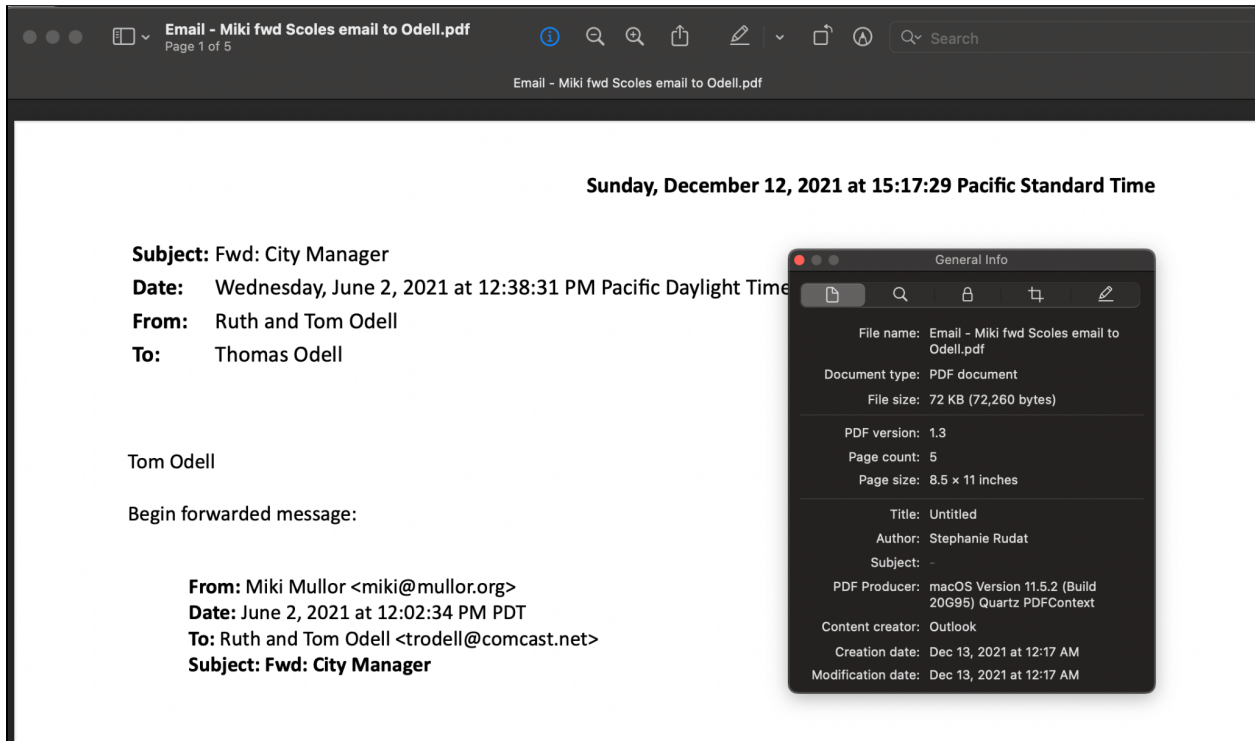 Email - Miki fwd Scoles email to Odell.pdf
Page 1 of 5
Search
Email - Miki fwd Scoles email to Odell.pdf
Sunday, December 12, 2021 at 15:17:29 Pacific Standard Time
Subject: Fwd: City Manager
Date: Wednesday, June 2, 2021 at 12:38:31 PM Pacific Daylight Time
From: Ruth and Tom Odell
To: Thomas Odell
Tom Odell
Begin forwarded message:
From: Miki Mullor <miki@mullor.org>
Date: June 2, 2021 at 12:02:34 PM PDT
To: Ruth and Tom Odell <trodell@comcast.net>
Subject: Fwd: City Manager
General Info
File name: Email - Miki fwd Scoles email to
Odell.pdf
Document type: PDF document
File size: 72 KB (72,260 bytes)
PDF version: 1.3
Page count: 5
Page size: 8.5 × 11 inches
Title: Untitled
Author: Stephanie Rudat
Subject: -
PDF Producer: macOS Version 11.5.2 (Build
20G95) Quartz PDFContext
Content creator: Outlook
Creation date: Dec 13, 2021 at 12:17 AM
Modification date: Dec 13, 2021 at 12:17 AM